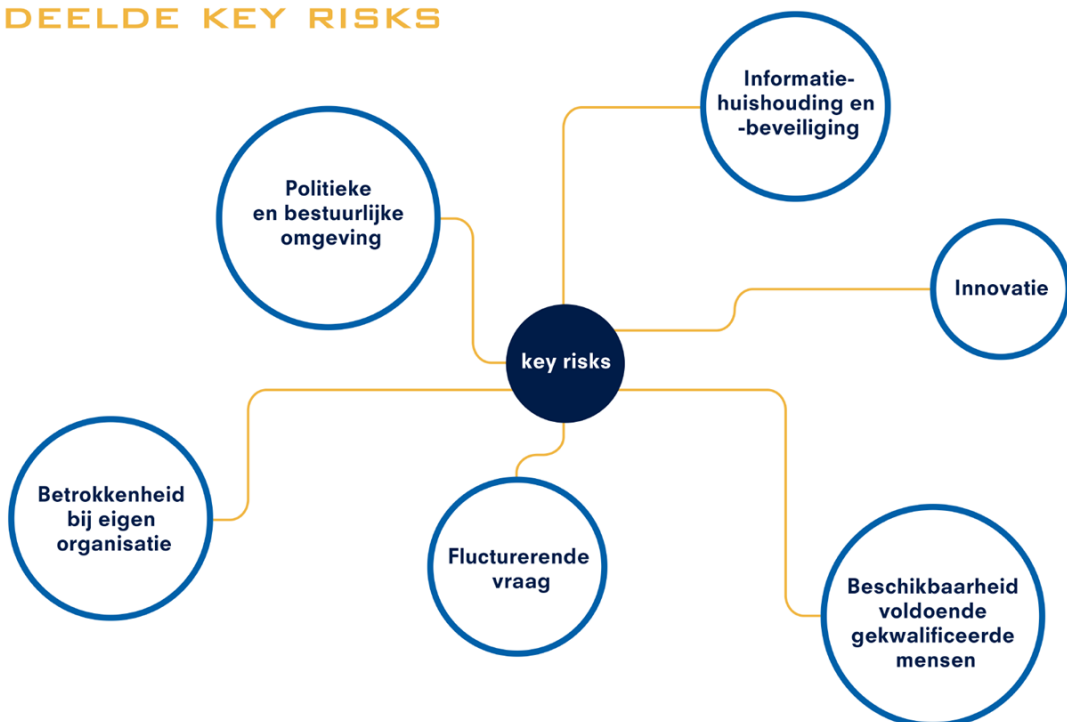 DEELDE KEY RISKS
Informatie-
huishouding en
-beveiliging
Politieke
en bestuurlijke
omgeving
Innovatie
key risks
Betrokkenheid
bij eigen
organisatie
Flucturerende
vraag
Beschikbaarheid
voldoende
gekwalificeerde
mensen